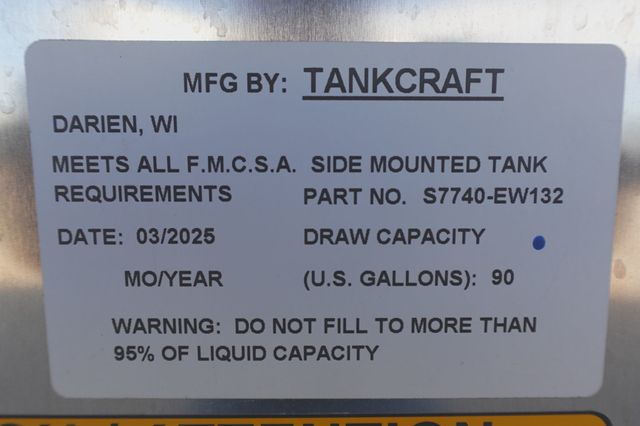 MFG BY: TANKCRAFT
DARIEN, WI
MEETS ALL F.M.C.S.A. SIDE MOUNTED TANK
REQUIREMENTS PART NO. S7740-EW132
DATE: 03/2025 DRAW CAPACITY
MO/YEAR (U.S. GALLONS): 90
WARNING: DO NOT FILL TO MORE THAN
95% OF LIQUID CAPACITY
ATTENTION